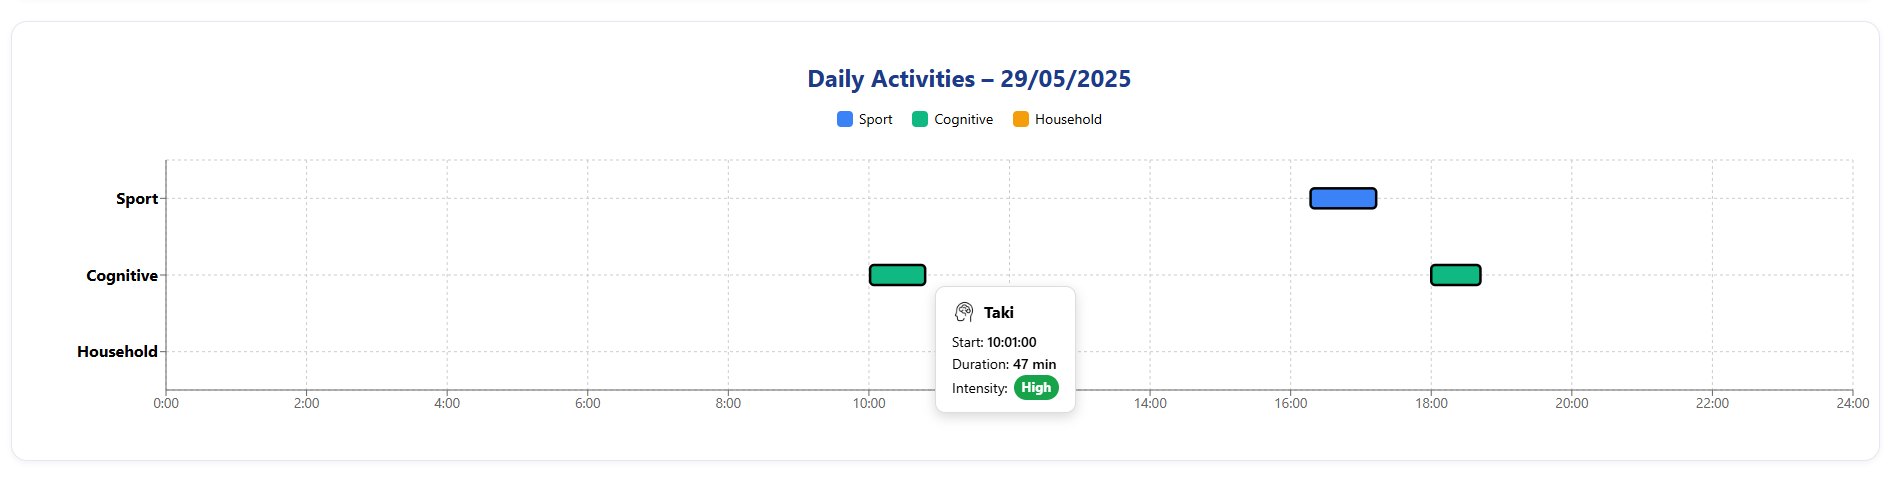 Daily Activities – 29/05/2025
Sport Cognitive Household
Sport
Cognitive
Household
Taki
Start: 10:01:00
Duration: 47 min
Intensity: High
0:00 2:00 4:00 6:00 8:00 10:00 14:00 16:00 18:00 20:00 22:00 24:00